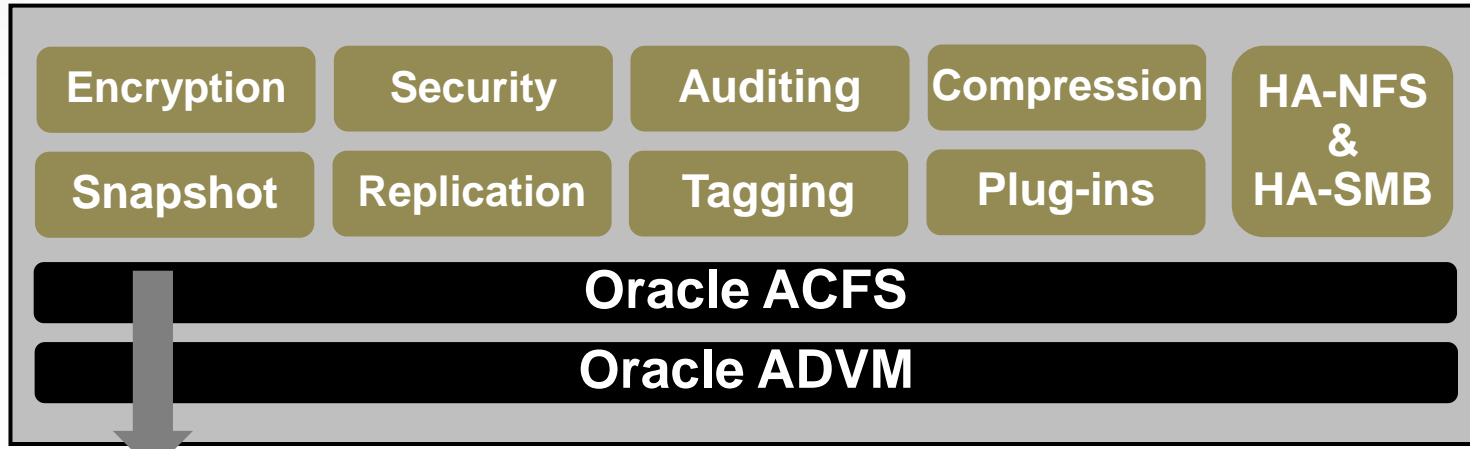 Encryption
Security
Auditing
Compression
HA-NFS
&
HA-SMB
Snapshot
Replication
Tagging
Plug-ins
Oracle ACFS
Oracle ADVM